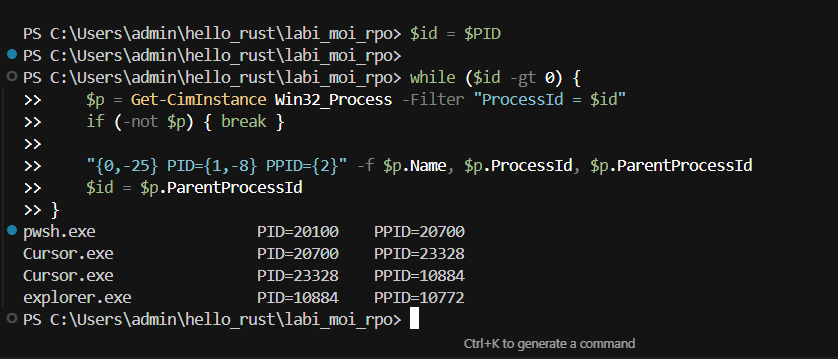 PS C:\Users\admin\hello_rust\labi_moi_rpo> $id = $PID
PS C:\Users\admin\hello_rust\labi_moi_rpo>
PS C:\Users\admin\hello_rust\labi_moi_rpo> while ($id -gt 0) {
>>     $p = Get-CimInstance Win32_Process -Filter "ProcessId = $id"
>>     if (-not $p) { break }
>>
>>     "{0,-25} PID={1,-8} PPID={2}" -f $p.Name, $p.ProcessId, $p.ParentProcessId
>>     $id = $p.ParentProcessId
>> }
pwsh.exe                  PID=20100    PPID=20700
Cursor.exe                PID=20700    PPID=23328
Cursor.exe                PID=23328    PPID=10884
explorer.exe              PID=10884    PPID=10772
PS C:\Users\admin\hello_rust\labi_moi_rpo>
Ctrl+K to generate a command